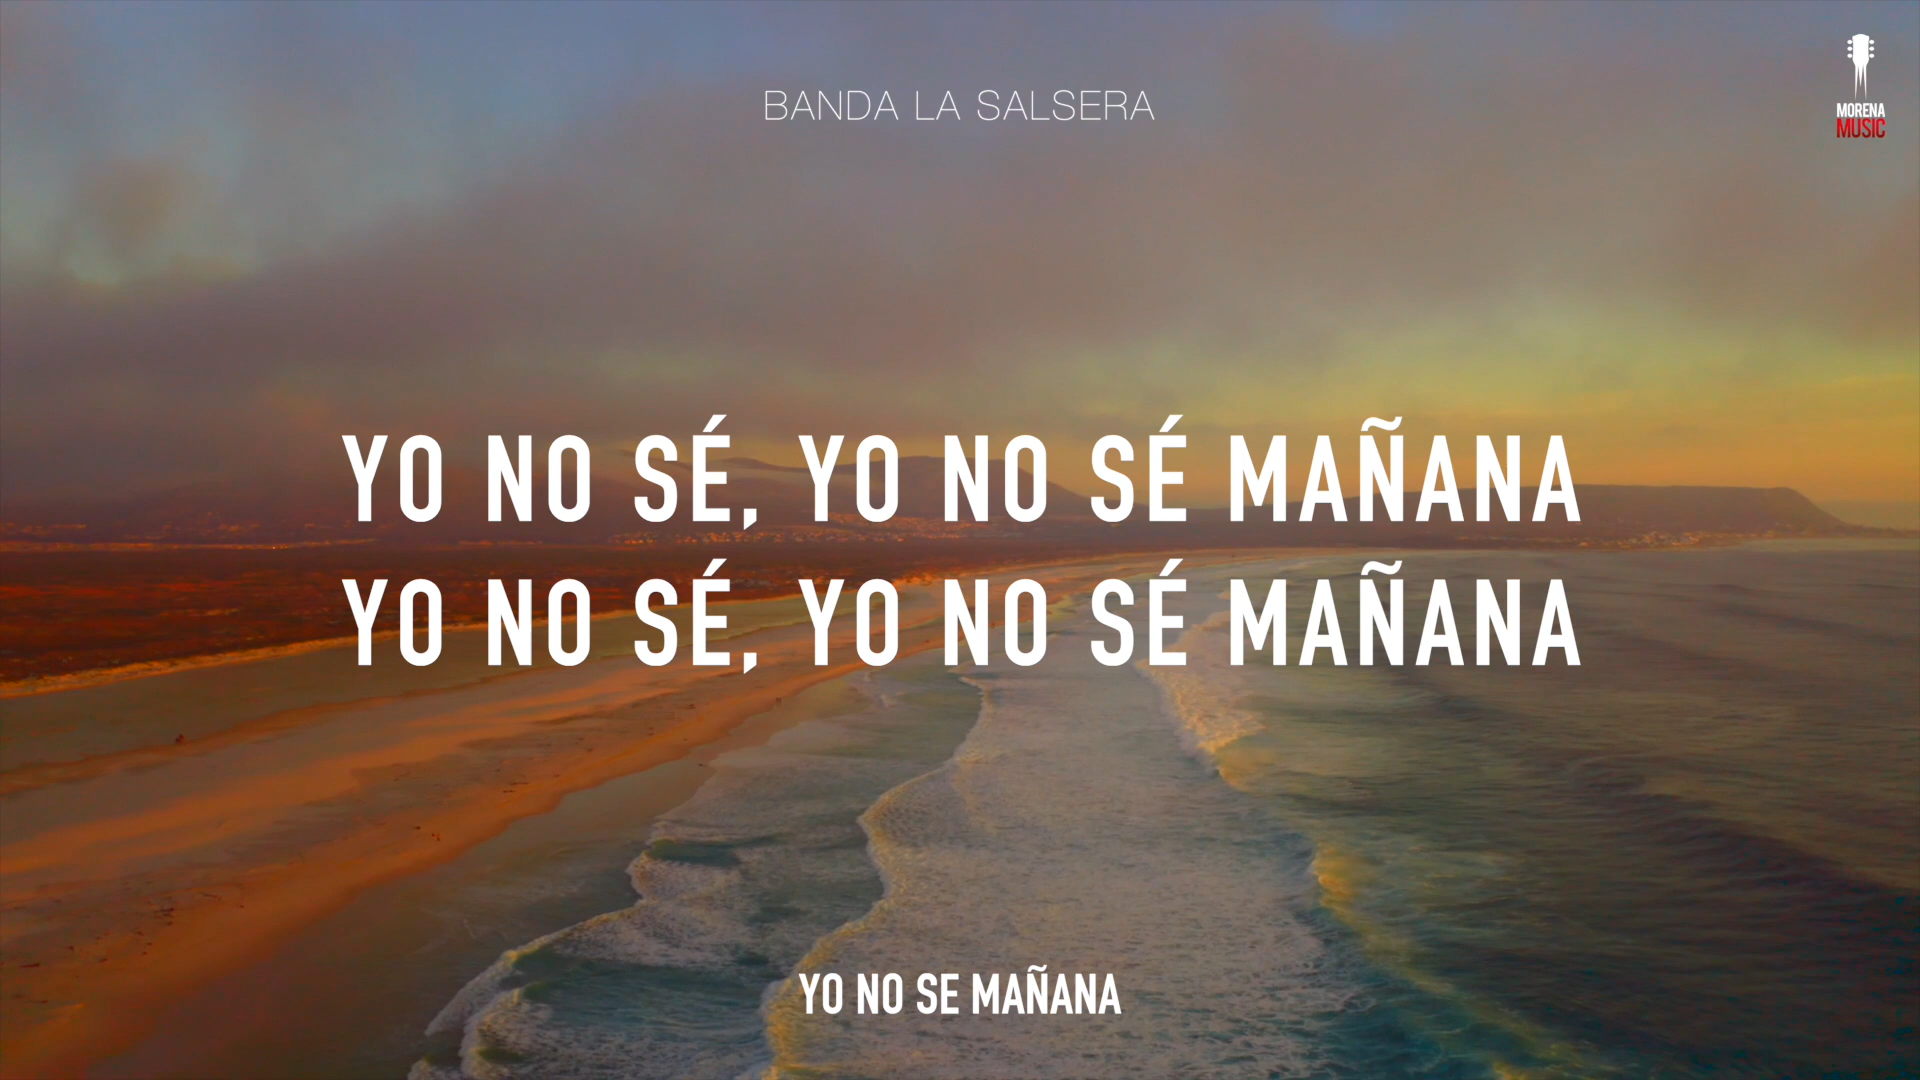 BANDA LA SALSERA
MORENA
MUSIC
YO NO SÉ, YO NO SÉ MAÑANA
YO NO SÉ, YO NO SÉ MAÑANA
YO NO SE MAÑANA